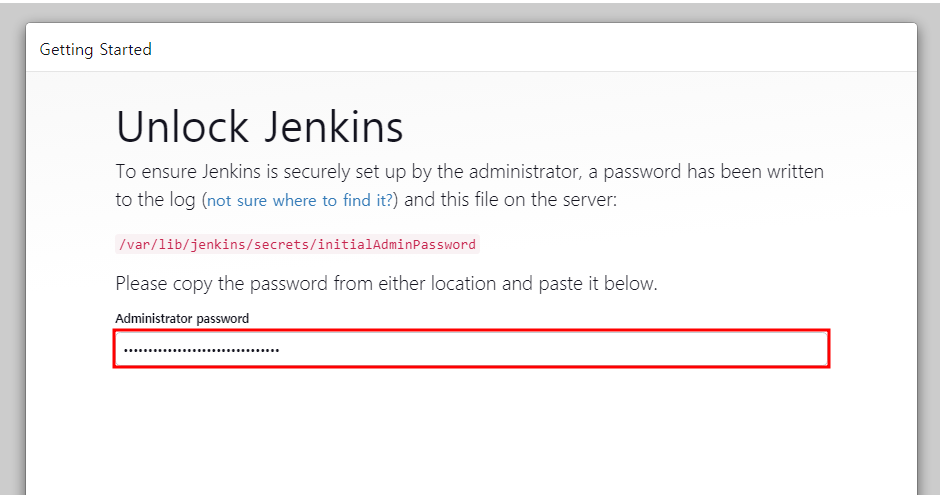 Getting Started
Unlock Jenkins
To ensure Jenkins is securely set up by the administrator, a password has been written
to the log (not sure where to find it?) and this file on the server:
/var/lib/jenkins/secrets/initialAdminPassword
Please copy the password from either location and paste it below.
Administrator password
••••••••••••••••••••••••••••••••